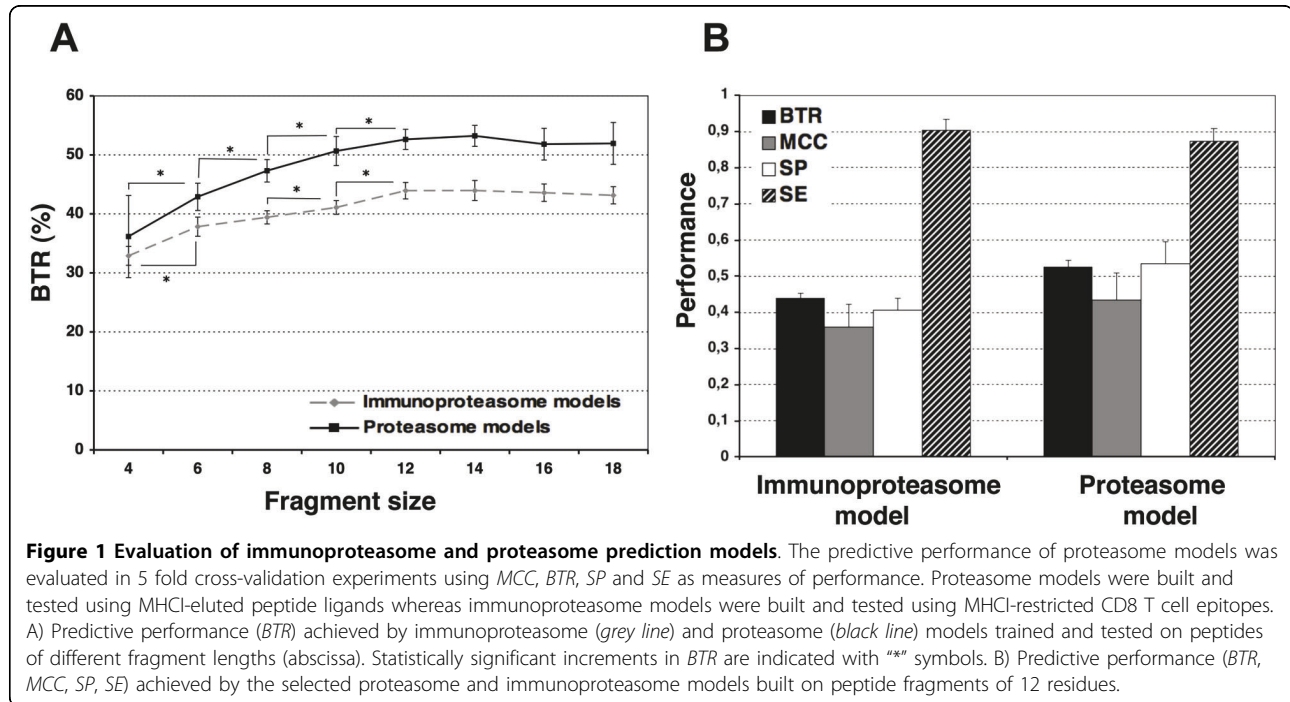 A
60
50
40
30
20
10
0
BTR (%)
* * * *
* *
*
Immunoproteasome models
Proteasome models
4 6 8 10 12 14 16 18
Fragment size
B
1
0,9
0,8
0,7
0,6
0,5
0,4
0,3
0,2
0,1
0
Performance
BTR
MCC
SP
SE
Immunoproteasome model
Proteasome model
Figure 1 Evaluation of immunoproteasome and proteasome prediction models. The predictive performance of proteasome models was
evaluated in 5 fold cross-validation experiments using MCC, BTR, SP and SE as measures of performance. Proteasome models were built and
tested using MHCI-eluted peptide ligands whereas immunoproteasome models were built and tested using MHCI-restricted CD8 T cell epitopes.
A) Predictive performance (BTR) achieved by immunoproteasome (grey line) and proteasome (black line) models trained and tested on peptides
of different fragment lengths (abscissa). Statistically significant increments in BTR are indicated with “*” symbols. B) Predictive performance (BTR,
MCC, SP, SE) achieved by the selected proteasome and immunoproteasome models built on peptide fragments of 12 residues.